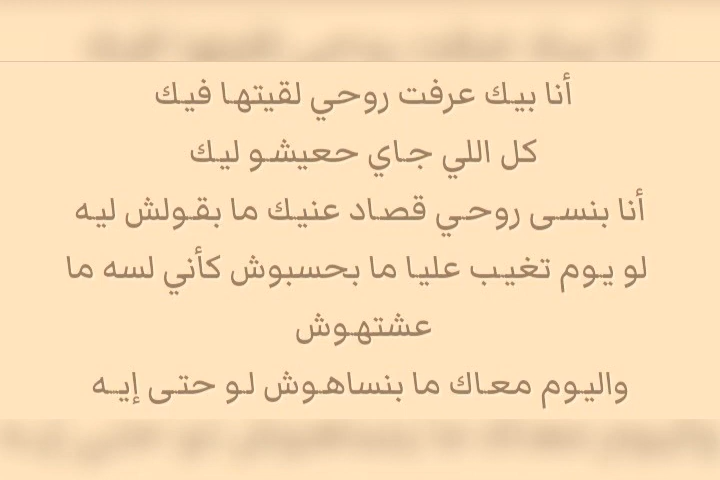 أنا بيك عرفت روحي لقيتها فيك
كل اللي جاي حعيشو ليك
أنا بنسى روحي قصاد عنيك ما بقولش ليه
لو يوم تغيب عليا ما بحسبوش كأني لسه ما
عشتهوش
واليوم معاك ما بنساهوش لو حتى إيه